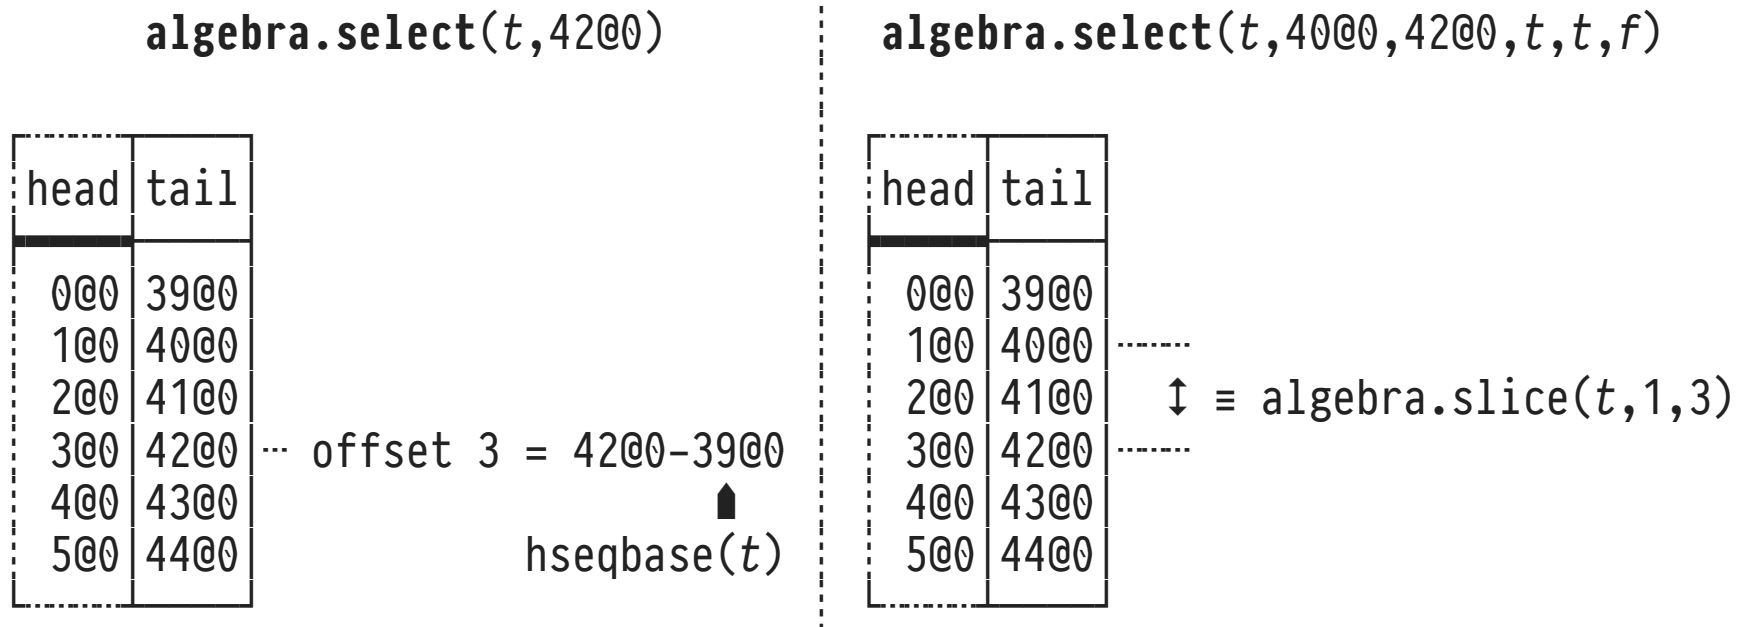 algebra.select(t,42@0)
head tail
0@0 39@0
1@0 40@0
2@0 41@0
3@0 42@0 offset 3 = 42@0–39@0
4@0 43@0
5@0 44@0 hseqbase(t)
algebra.select(t,40@0,42@0,t,t,f)
head tail
0@0 39@0
1@0 40@0
2@0 41@0 ↕ ≡ algebra.slice(t,1,3)
3@0 42@0
4@0 43@0
5@0 44@0